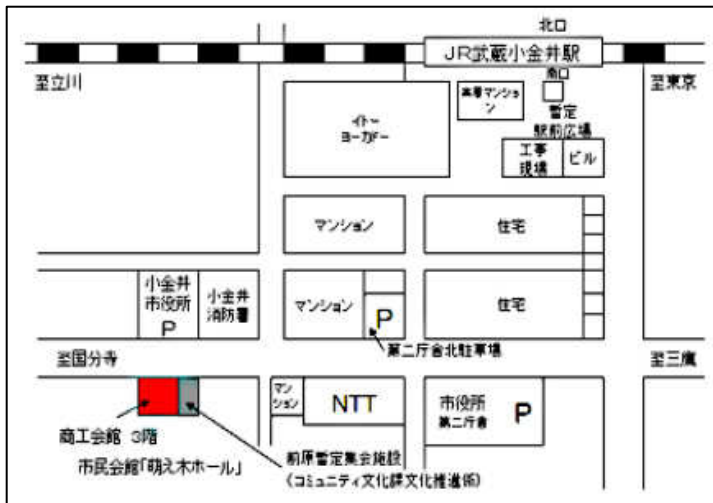 北口
JR武蔵小金井駅
至立川
南口
至東京
高層マンショ
ン
暫定
駅前広場
イトー
ヨーカドー
工事
現場
ビル
マンション
住宅
小金井
市役所
P
小金井
消防署
マンション
P
住宅
第二庁舎北駐車場
至国分寺
至三鷹
マン
ション
NTT
市役所
第二庁舎
P
商工会館 3階
市民会館「萌え木ホール」
前原暫定集会施設
(コミュニティ文化課文化推進係)